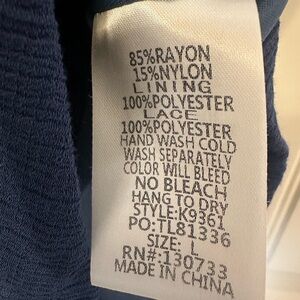 85%RAYON
15%NYLON
LINING
100%POLYESTER
LACE
100%POLYESTER
HAND WASH COLD
WASH SEPARATELY
COLOR WILL BLEED
NO BLEACH
HANG TO DRY
STYLE:K9361
PO:TL81336
SIZE: L
RN#:130733
MADE IN CHINA